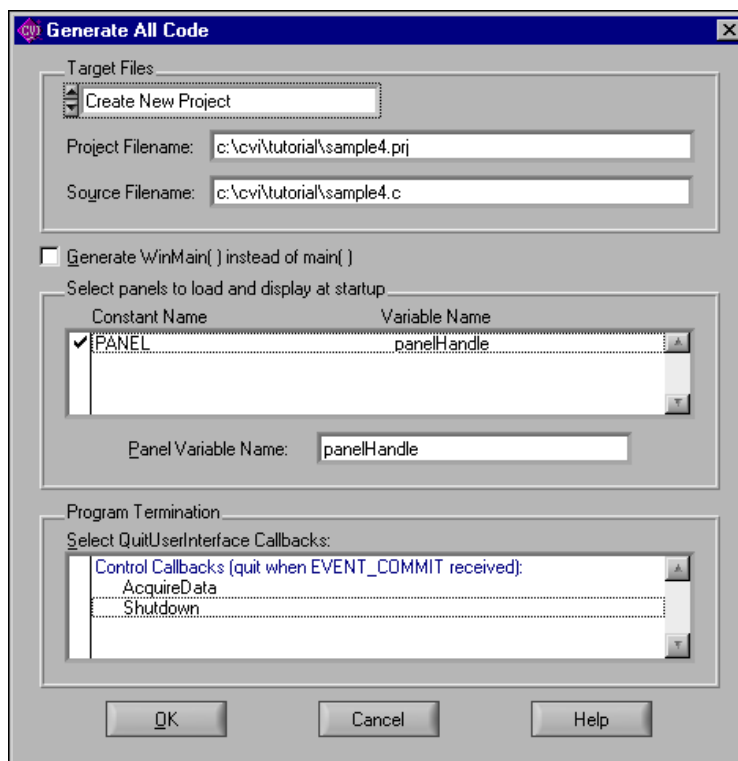 CVI Generate All Code
Target Files
Create New Project
Project Filename: c:\cvi\tutorial\sample4.prj
Source Filename: c:\cvi\tutorial\sample4.c
Generate WinMain( ) instead of main( )
Select panels to load and display at startup
Constant Name Variable Name
PANEL panelHandle
Panel Variable Name: panelHandle
Program Termination
Select QuitUserInterface Callbacks:
Control Callbacks (quit when EVENT_COMMIT received):
AcquireData
Shutdown
OK Cancel Help